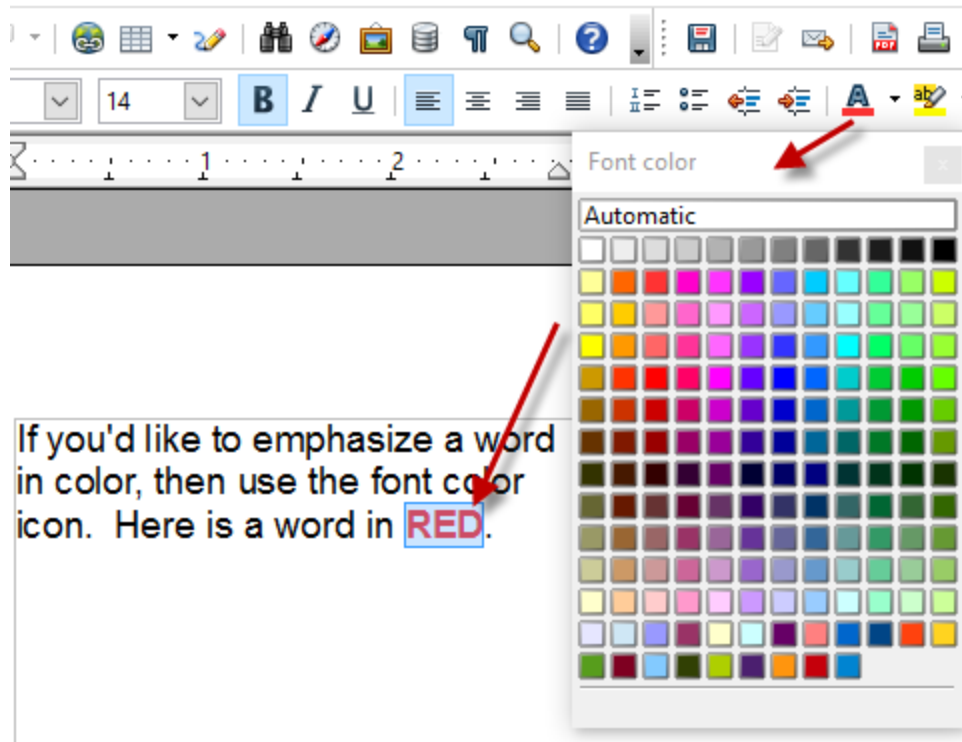 14
B I U
A ab
1 2
Font color
Automatic
If you'd like to emphasize a word
in color, then use the font color
icon. Here is a word in RED.